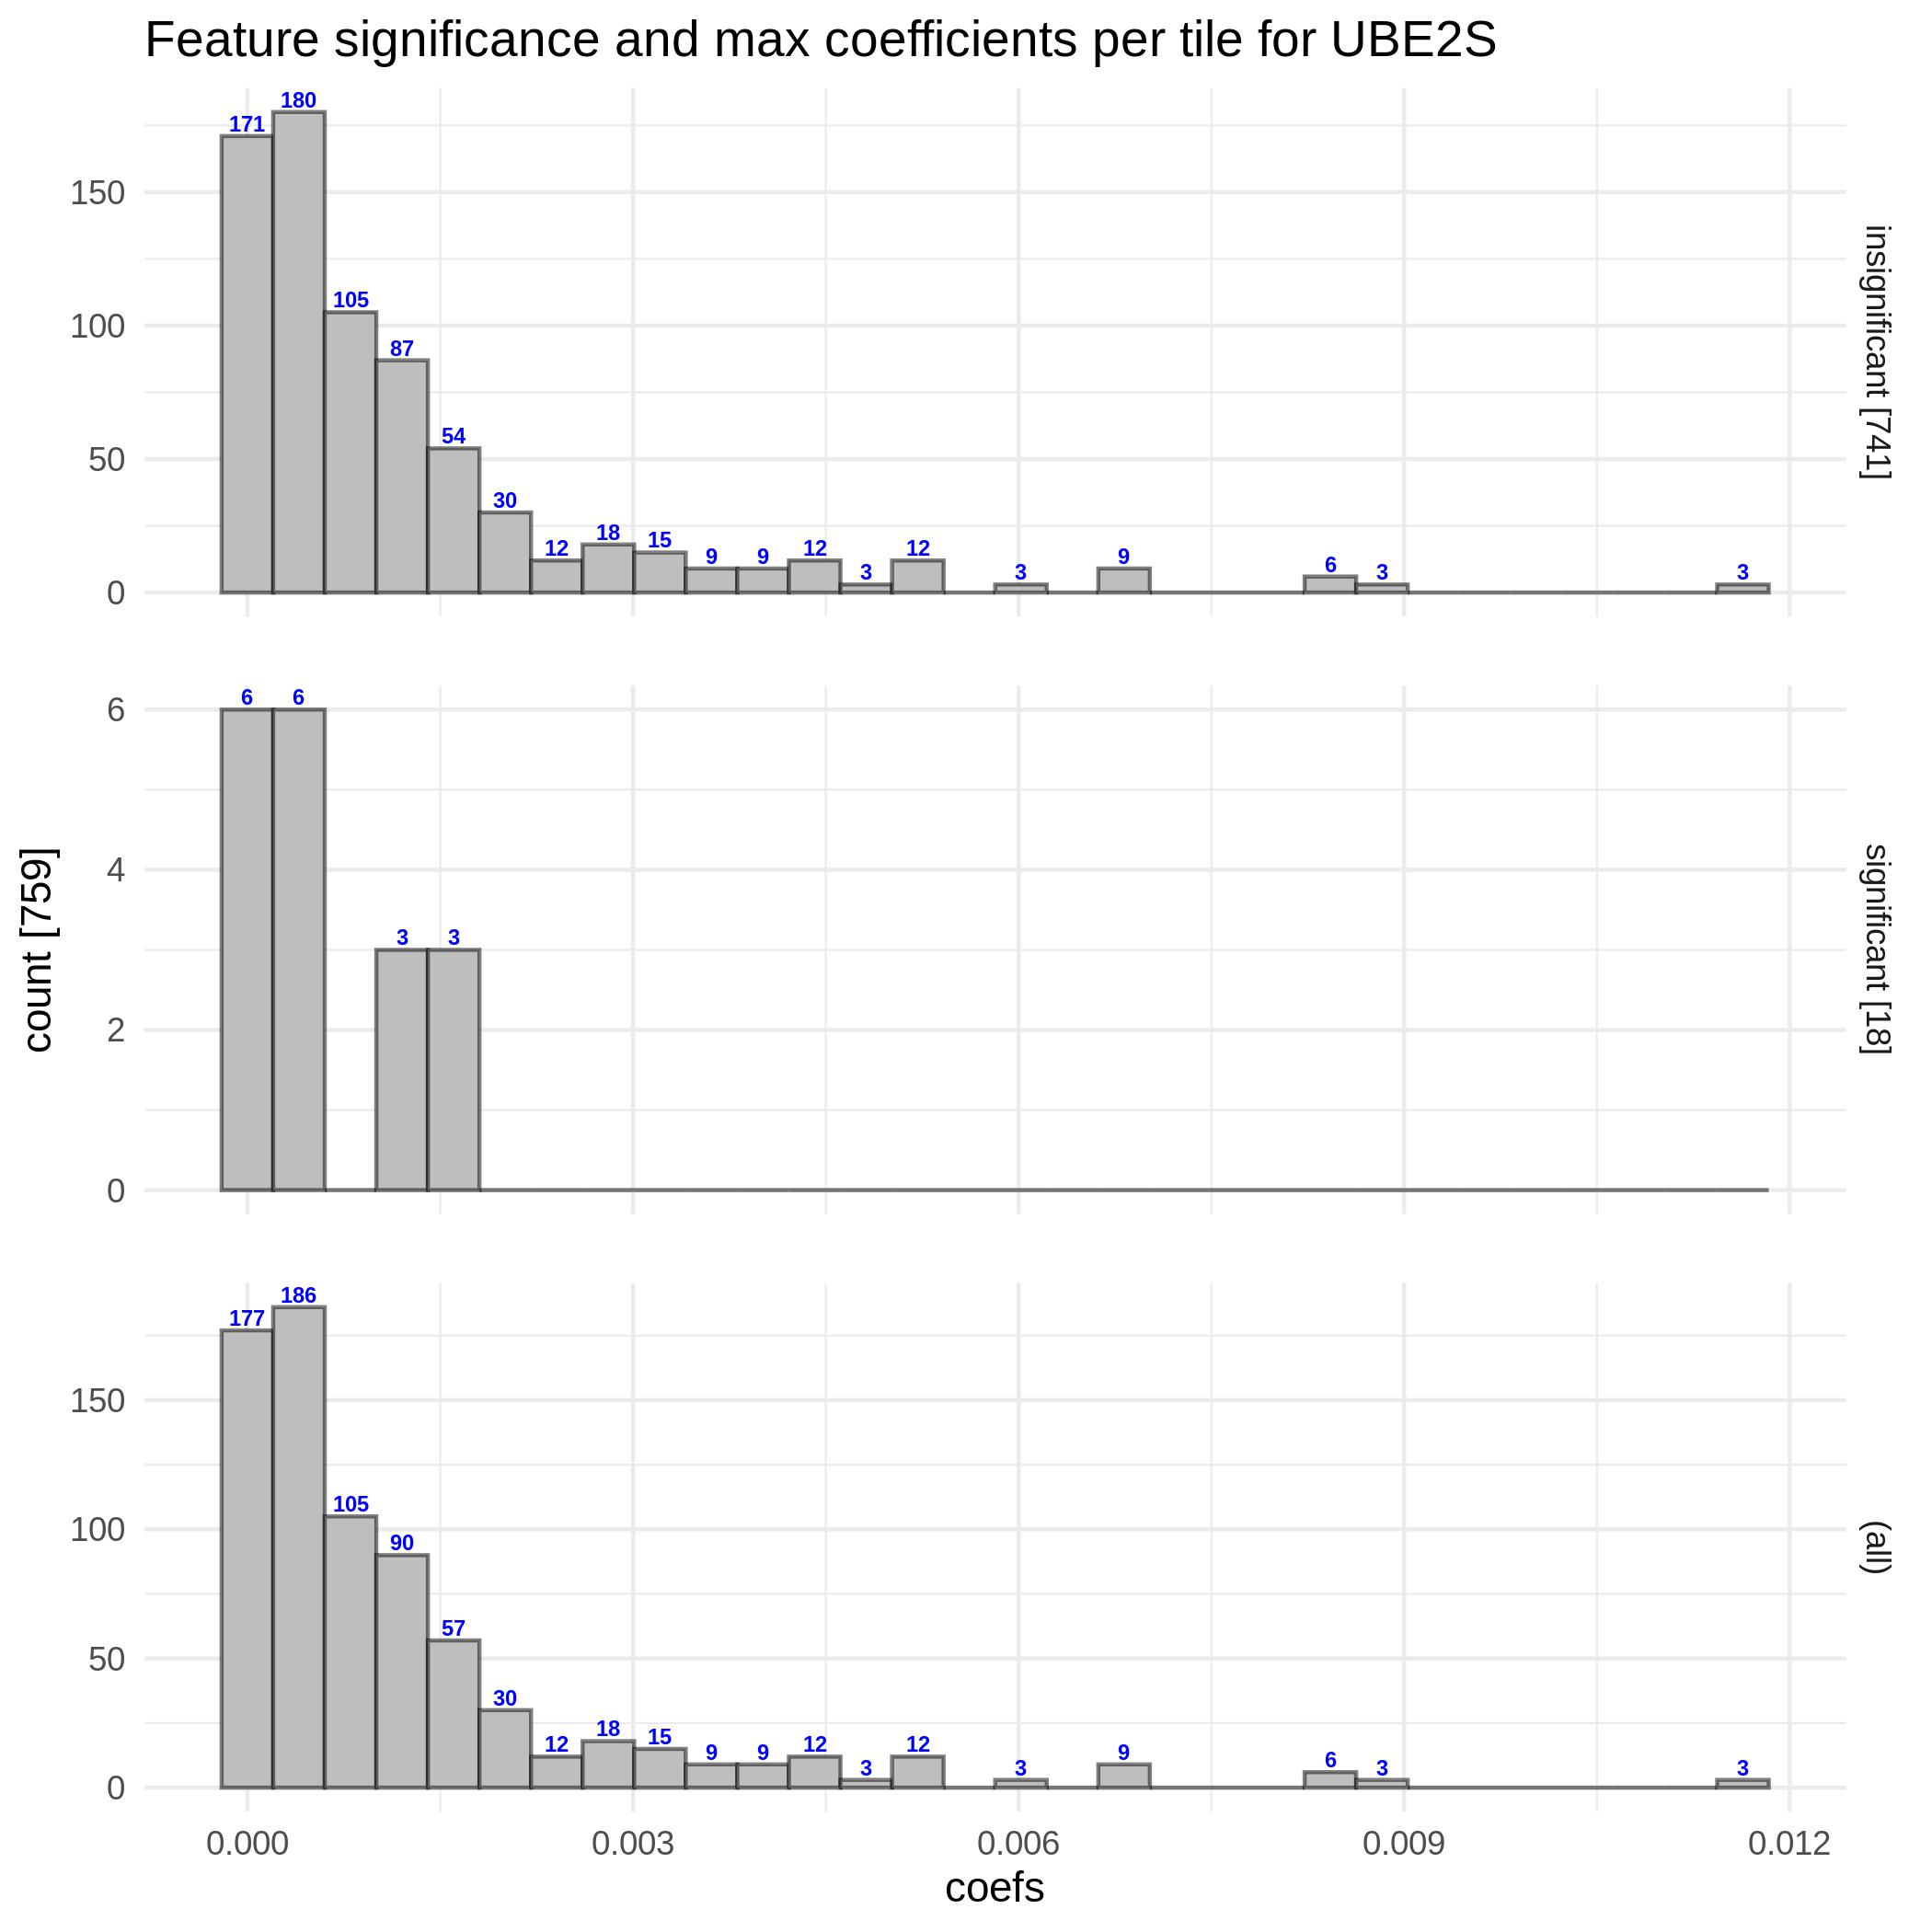 Feature significance and max coefficients per tile for UBE2S
171 180 105 87 54 30 12 18 15 9 9 12 3 12 3 9 6 3 3
150
100
50
0
insignificant [741]
6 6 3 3
6
4
2
0
significant [18]
count [759]
177 186 105 90 57 30 12 18 15 9 9 12 3 12 3 9 6 3 3
150
100
50
0
(all)
0.000 0.003 0.006 0.009 0.012
coefs